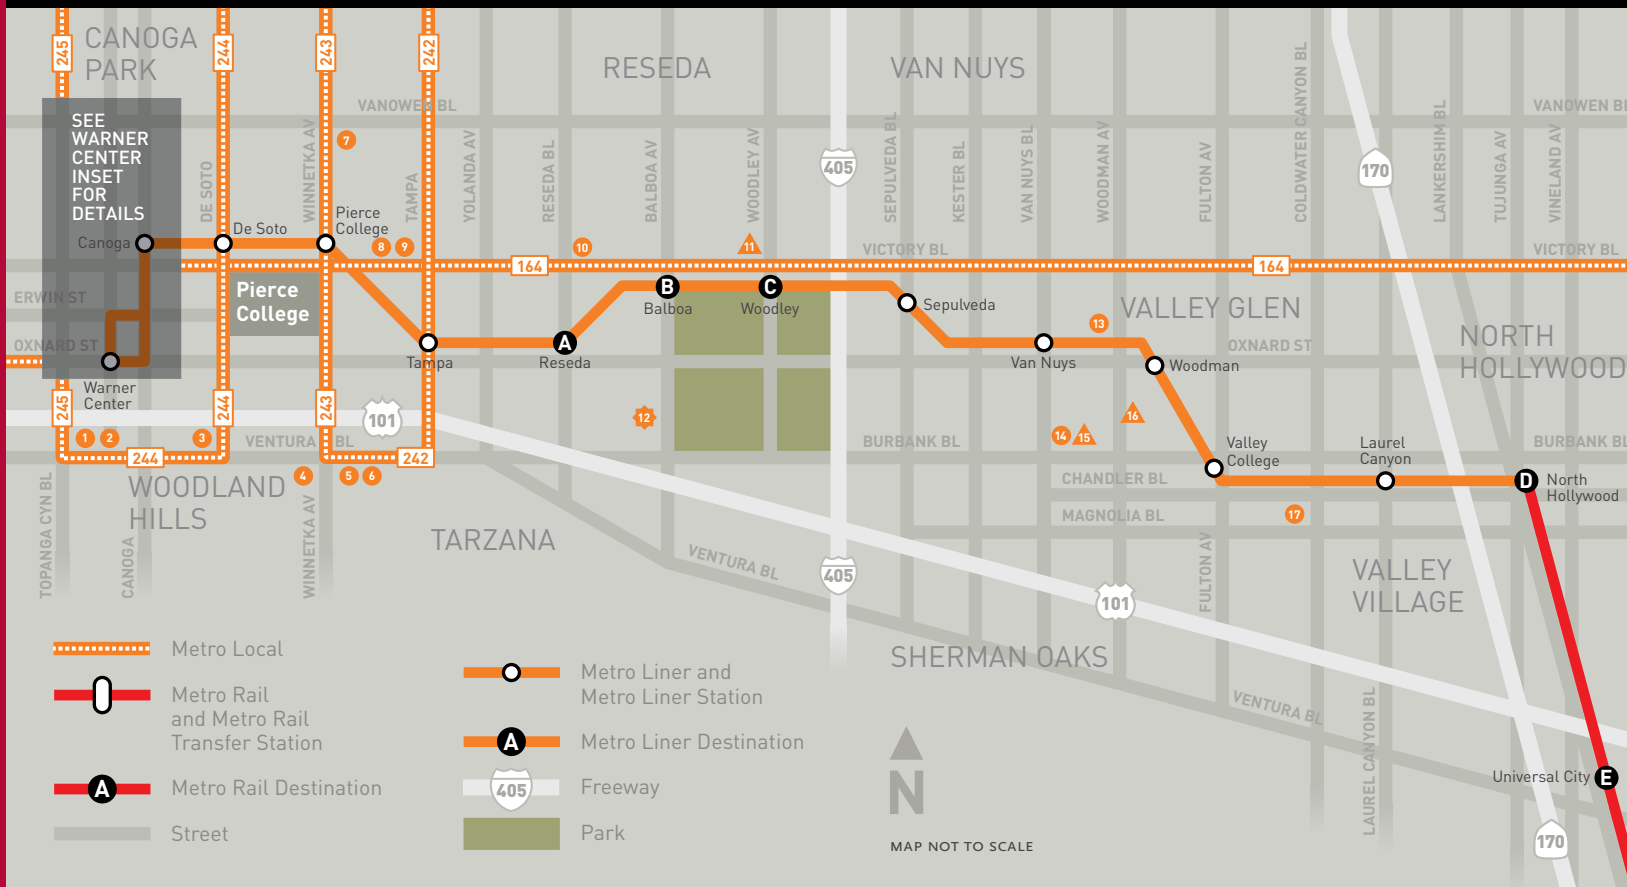 245
CANOGA
PARK
244
243
242
RESEDA
VAN NUYS
VANOWEN BL
VANOWEN BL
SEE
WARNER
CENTER
INSET
FOR
DETAILS
7
DE SOTO
WINNETKA AV
TAMPA
YOLANDA AV
RESEDA BL
BALBOA AV
WOODLEY AV
405
SEPULVEDA BL
KESTER BL
VAN NUYS BL
WOODMAN AV
FULTON AV
COLDWATER CANYON BL
170
LANKERSHIM BL
TUJUNGA AV
VINELAND AV
Canoga
De Soto
Pierce
College
8
9
10
11
VICTORY BL
VICTORY BL
164
164
ERWIN ST
Pierce
College
B
Balboa
C
Woodley
Sepulveda
VALLEY GLEN
13
OXNARD ST
Tampa
A
Reseda
Van Nuys
Woodman
OXNARD ST
NORTH
HOLLYWOOD
Warner
Center
245
244
243
101
12
16
1
2
3
VENTURA BL
BURBANK BL
14
15
Valley
College
Laurel
Canyon
BURBANK BL
244
242
4
5
6
WOODLAND
HILLS
CHANDLER BL
D
North
Hollywood
MAGNOLIA BL
17
TOPANGA CYN BL
CANOGA
WINNETKA AV
TARZANA
VENTURA BL
405
101
FULTON AV
VALLEY
VILLAGE
SHERMAN OAKS
VENTURA BL
LAUREL CANYON BL
Universal City
E
170
Metro Local
Metro Rail
and Metro Rail
Transfer Station
A
Metro Rail Destination
Street
Metro Liner and
Metro Liner Station
A
Metro Liner Destination
405
Freeway
Park
N
MAP NOT TO SCALE